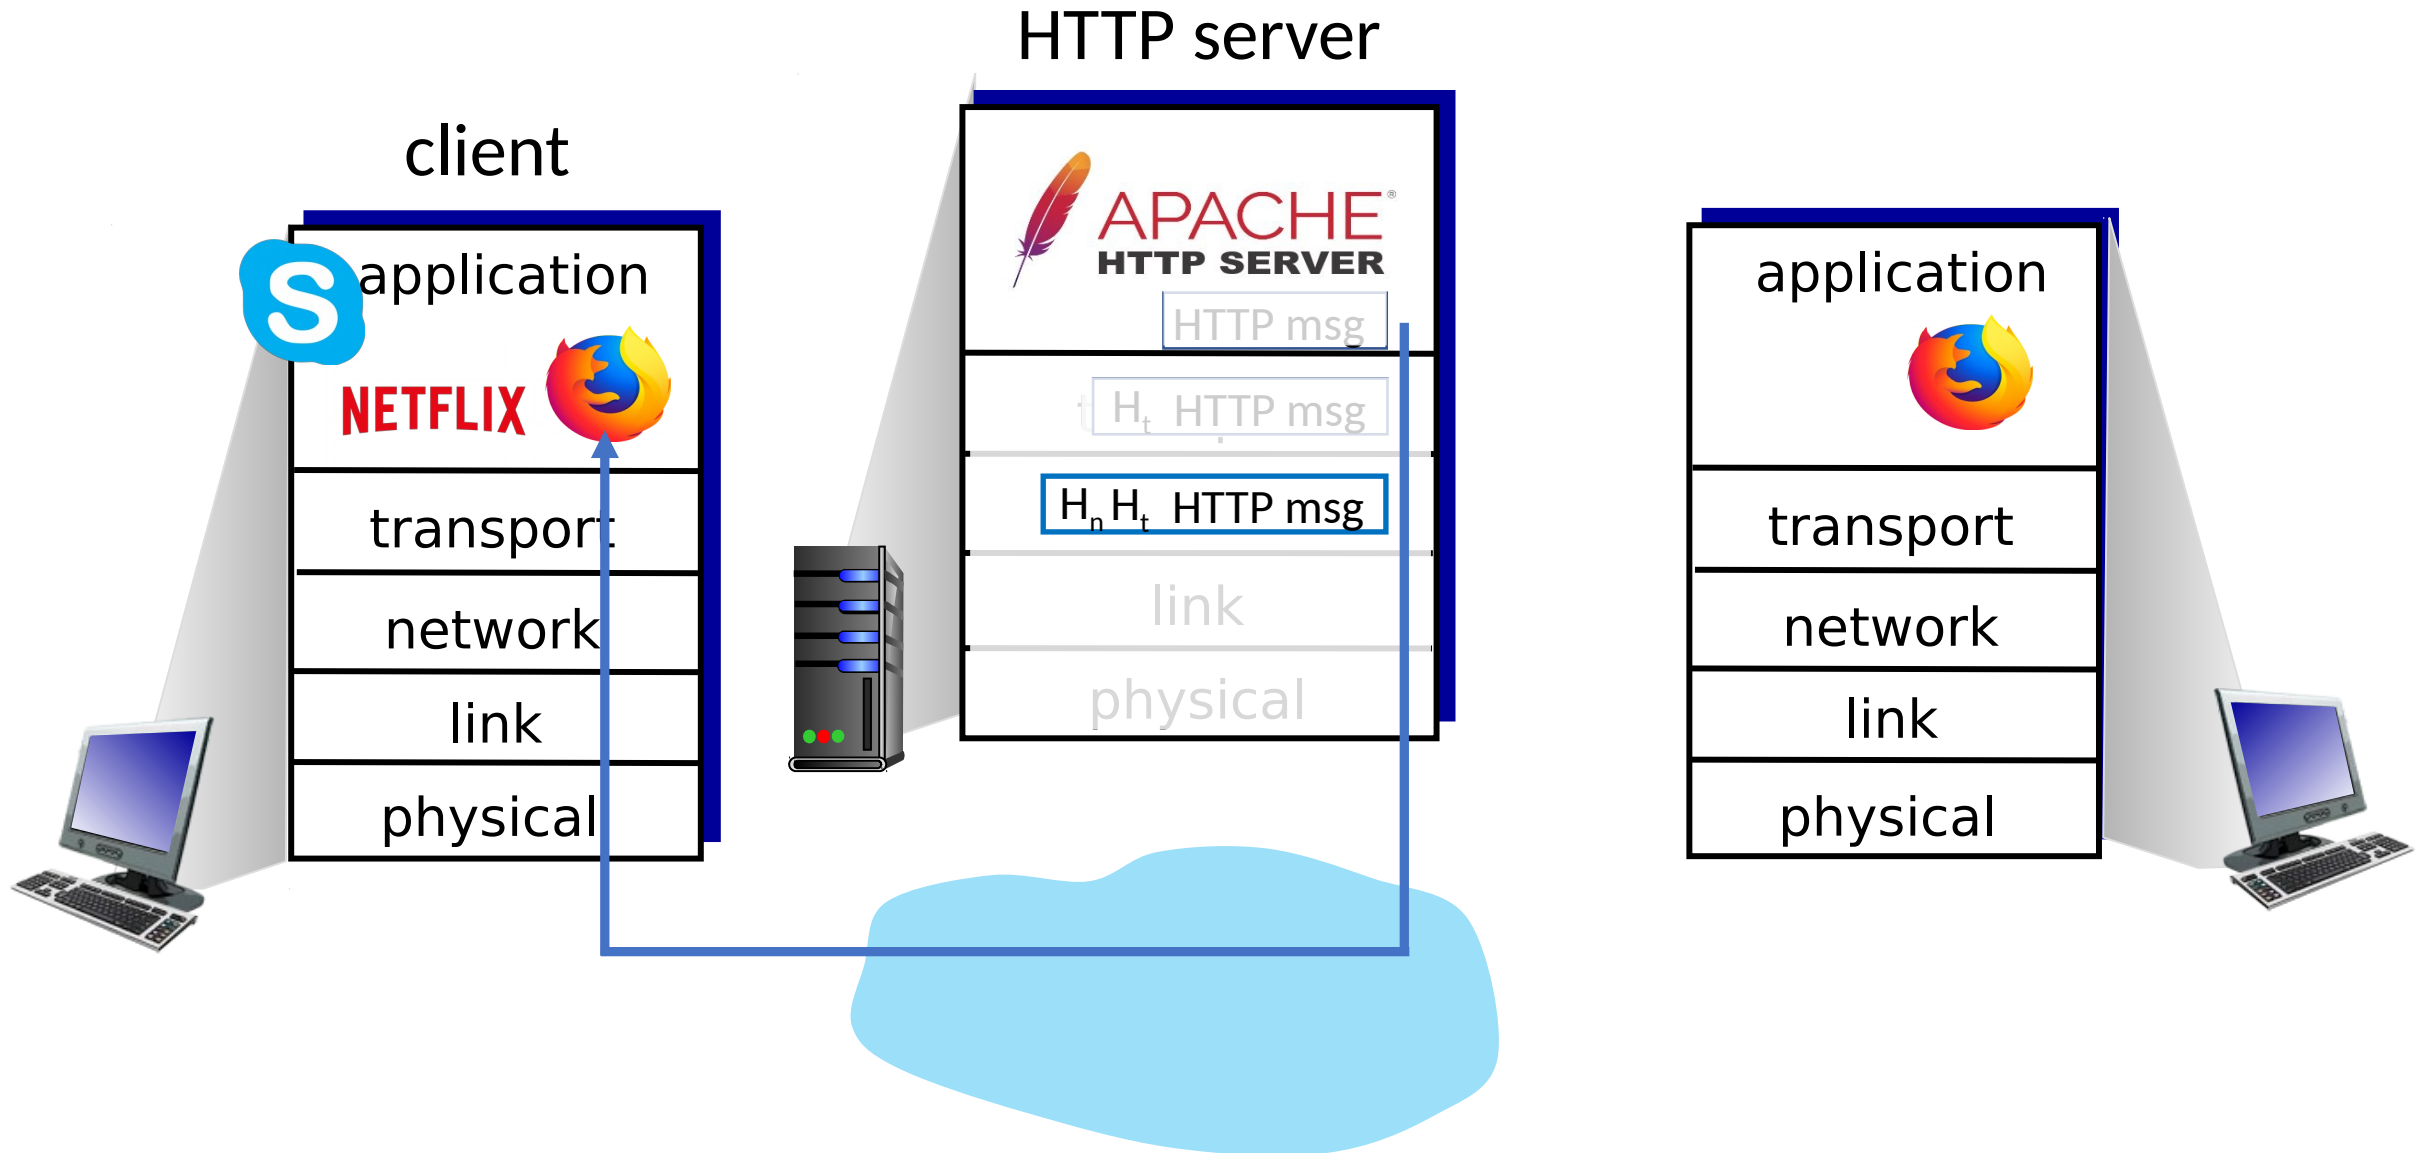 HTTP server
client
application
S
NETFLIX
transport
network
link
physical
APACHE®
HTTP SERVER
HTTP msg
Ht HTTP msg
Hn Ht HTTP msg
link
physical
application
transport
network
link
physical